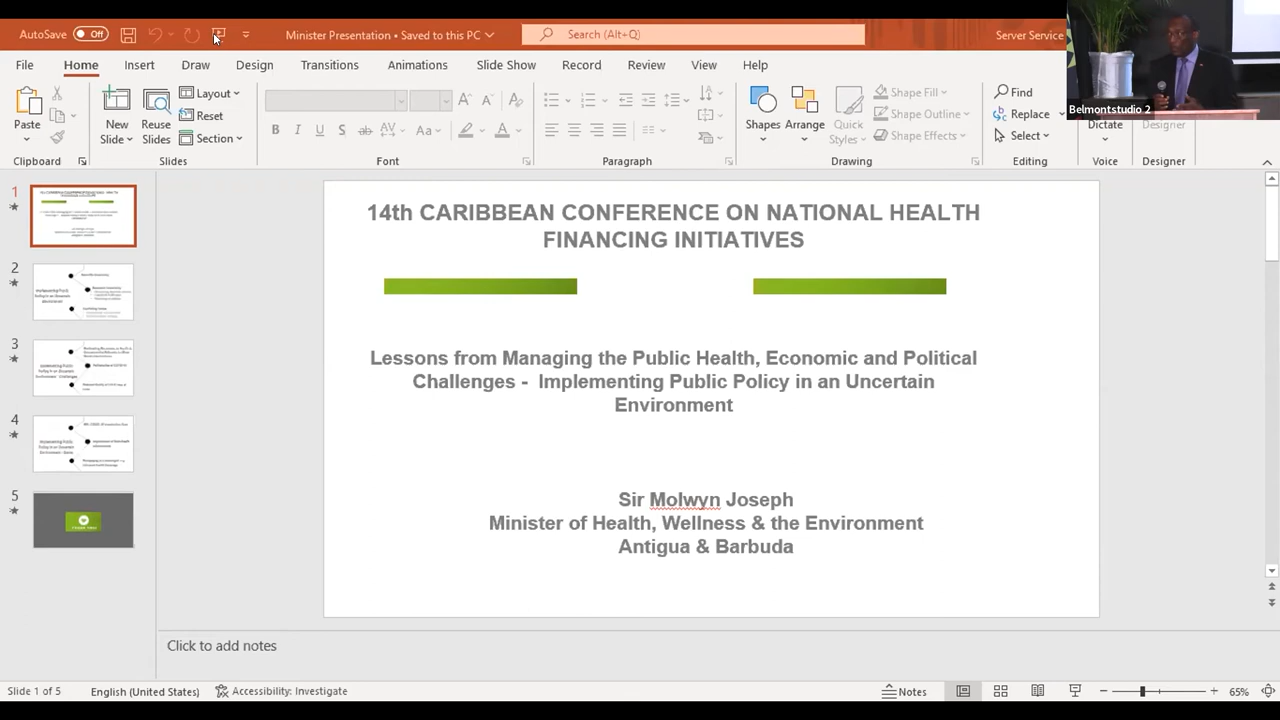 AutoSave Off Minister Presentation • Saved to this PC Search (Alt+Q) Server Service
Belmontstudio 2
File Home Insert Draw Design Transitions Animations Slide Show Record Review View Help
Paste
Clipboard
New Slide
Reuse Slides
Layout
Reset
Section
Slides
Font
Paragraph
Shapes
Arrange
Quick Styles
Shape Fill
Shape Outline
Shape Effects
Drawing
Find
Replace
Select
Editing
Dictate
Voice
Designer
Designer
1
2
3
4
5
14th CARIBBEAN CONFERENCE ON NATIONAL HEALTH
FINANCING INITIATIVES
Lessons from Managing the Public Health, Economic and Political
Challenges - Implementing Public Policy in an Uncertain
Environment
Sir Molwyn Joseph
Minister of Health, Wellness & the Environment
Antigua & Barbuda
Click to add notes
Slide 1 of 5 English (United States) Accessibility: Investigate Notes 65%